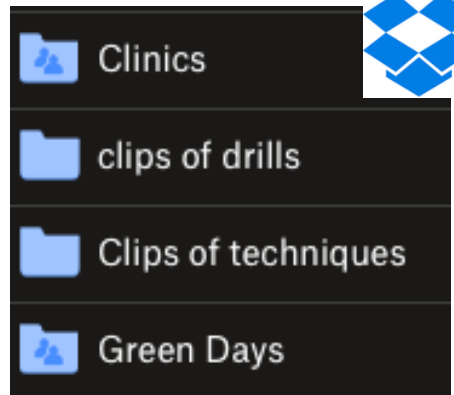 Clinics
clips of drills
Clips of techniques
Green Days